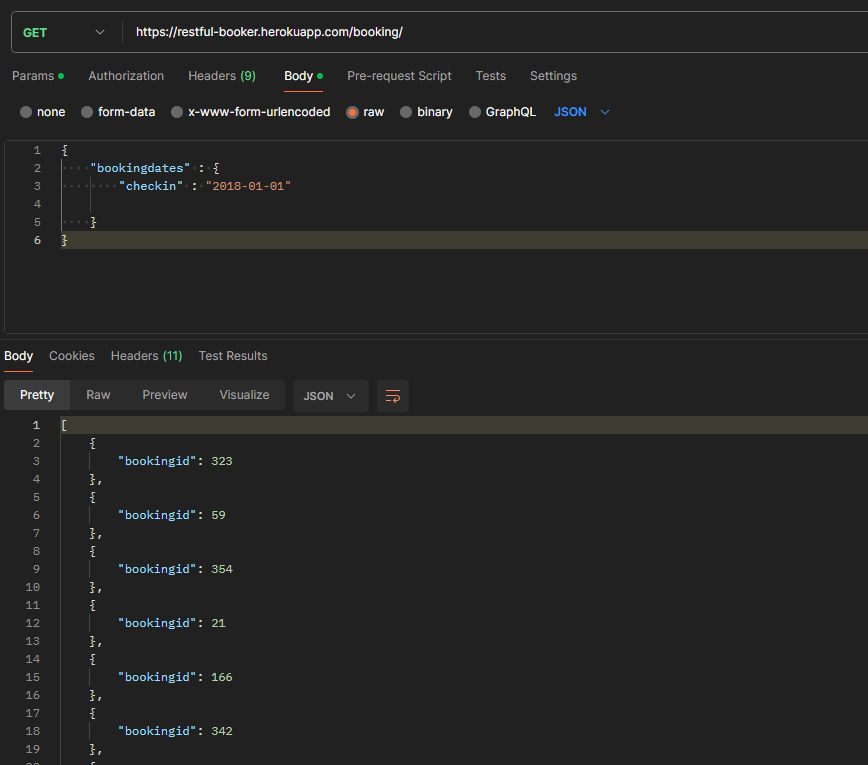 GET https://restful-booker.herokuapp.com/booking/
Params Authorization Headers (9) Body Pre-request Script Tests Settings
none form-data x-www-form-urlencoded raw binary GraphQL JSON
1 {
2 "bookingdates" : {
3 "checkin" : "2018-01-01"
4
5 }
6 }
Body Cookies Headers (11) Test Results
Pretty Raw Preview Visualize JSON
1 [
2 {
3 "bookingid": 323
4 },
5 {
6 "bookingid": 59
7 },
8 {
9 "bookingid": 354
10 },
11 {
12 "bookingid": 21
13 },
14 {
15 "bookingid": 166
16 },
17 {
18 "bookingid": 342
19 },